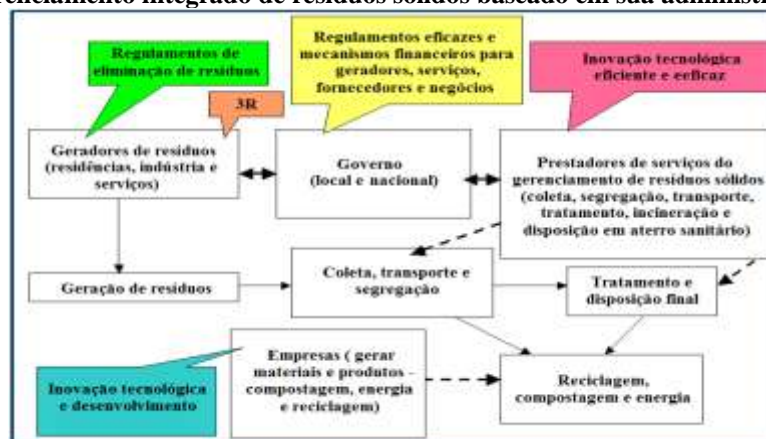 integrado de resíduos sólidos baseado em sua
Regulamentos de
eliminação de resíduos
3R
Regulamentos eficazes e
mecanismos financeiros para
geradores, serviços,
fornecedores e negócios
Inovação tecnológica
eficiente e eeficaz
Geradores de resíduos
(residências, indústria e
serviços)
Governo
(local e nacional)
Prestadores de serviços do
gerenciamento de resíduos sólidos
(coleta, segregação, transporte,
tratamento, incineração e
disposição em aterro sanitário)
Geração de resíduos
Coleta, transporte e
segregação
Tratamento e
disposição final
Inovação tecnológica
e desenvolvimento
Empresas ( gerar
materiais e produtos -
compostagem, energia
e reciclagem)
Reciclagem,
compostagem e energia